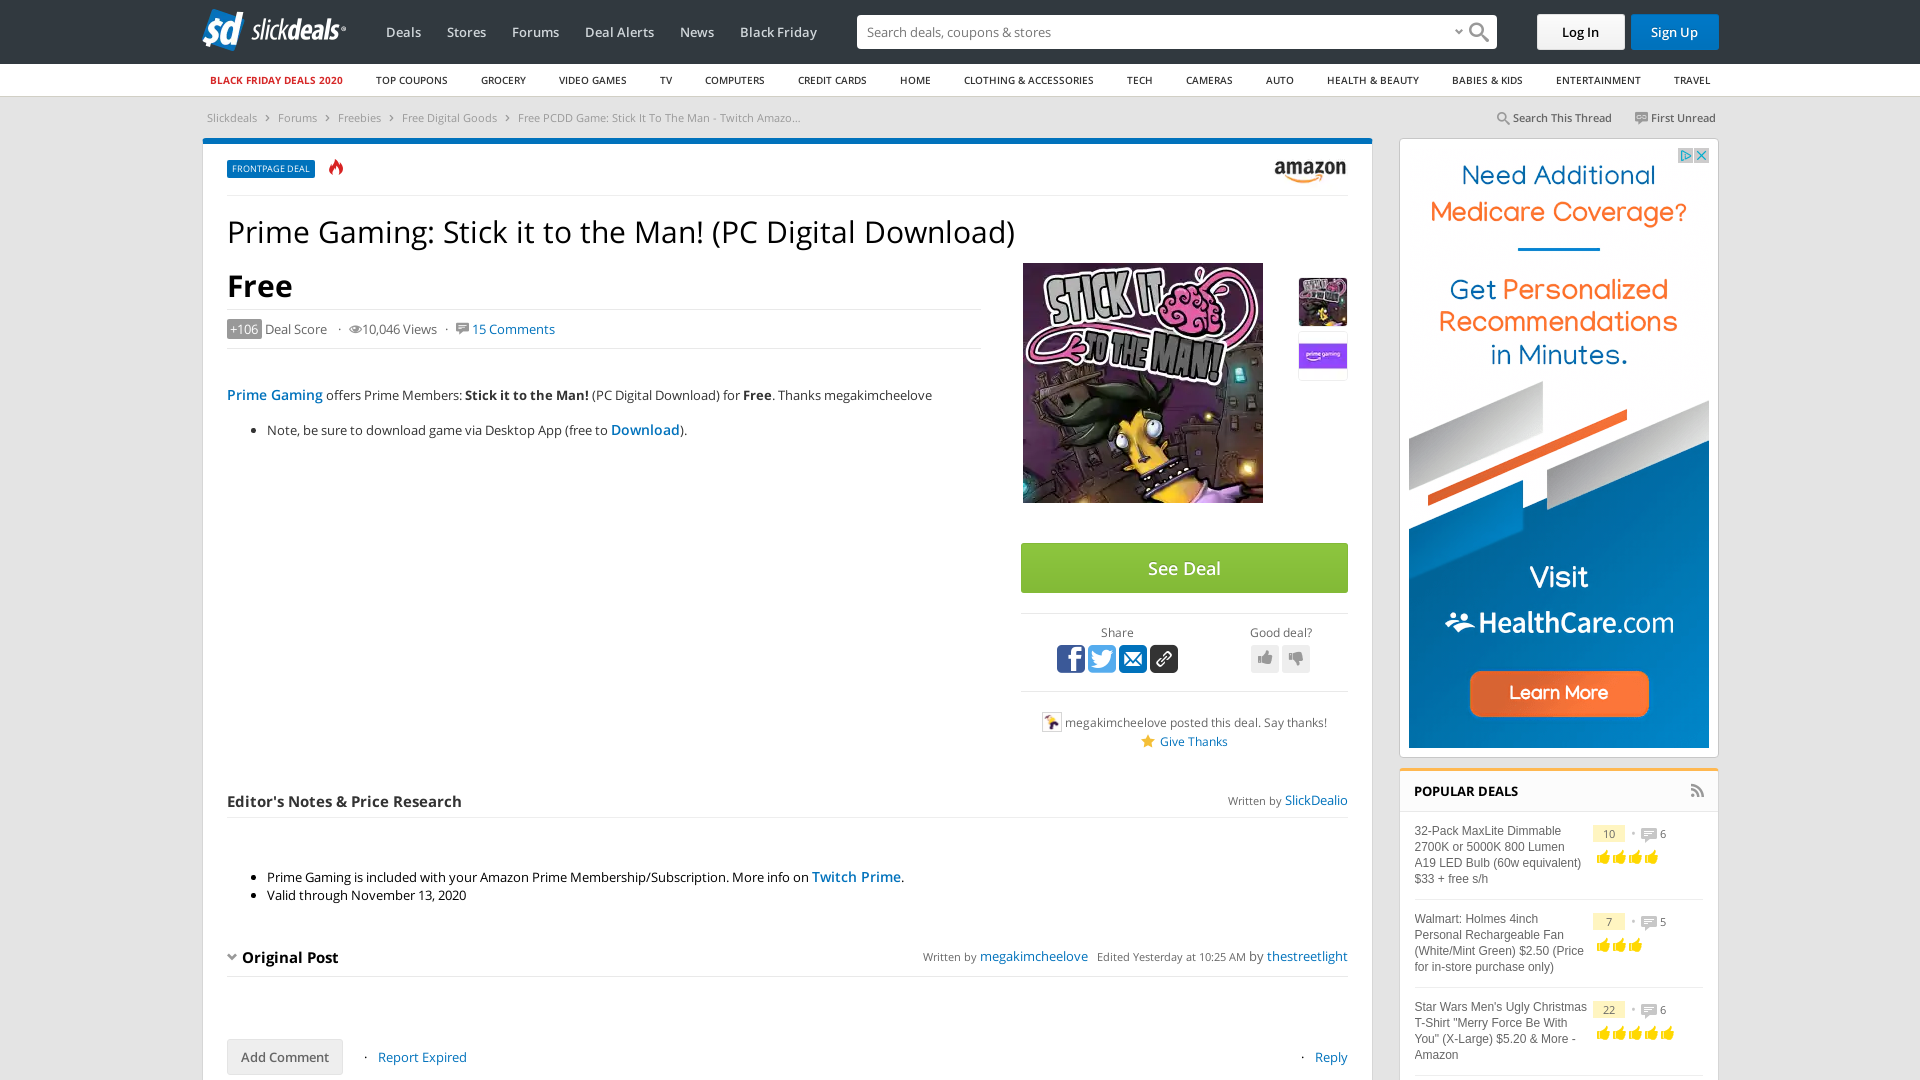 slickdeals
Deals
Stores
Forums
Deal Alerts
News
Black Friday
Search deals, coupons & stores
Log In
Sign Up
BLACK FRIDAY DEALS 2020
TOP COUPONS
GROCERY
VIDEO GAMES
TV
COMPUTERS
CREDIT CARDS
HOME
CLOTHING & ACCESSORIES
TECH
CAMERAS
AUTO
HEALTH & BEAUTY
BABIES & KIDS
ENTERTAINMENT
TRAVEL
Slickdeals › Forums › Freebies › Free Digital Goods › Free PCDD Game: Stick It To The Man - Twitch Amazo...
Search This Thread
First Unread
FRONTPAGE DEAL
amazon
Prime Gaming: Stick it to the Man! (PC Digital Download)
Free
+106 Deal Score · 10,046 Views · 15 Comments
Prime Gaming offers Prime Members: Stick it to the Man! (PC Digital Download) for Free. Thanks megakimcheelove
Note, be sure to download game via Desktop App (free to Download).
STICK IT
TO THE MAN!
STICK IT
TO THE MAN!
prime gaming
See Deal
Share
Good deal?
megakimcheelove posted this deal. Say thanks!
Give Thanks
Editor's Notes & Price Research
Written by SlickDealio
Prime Gaming is included with your Amazon Prime Membership/Subscription. More info on Twitch Prime.
Valid through November 13, 2020
Original Post
Written by megakimcheelove Edited Yesterday at 10:25 AM by thestreetlight
Add Comment
· Report Expired
· Reply
Need Additional
Medicare Coverage?
Get Personalized
Recommendations
in Minutes.
Visit
HealthCare.com
Learn More
POPULAR DEALS
32-Pack MaxLite Dimmable
2700K or 5000K 800 Lumen
A19 LED Bulb (60w equivalent)
$33 + free s/h
10 • 6
Walmart: Holmes 4inch
Personal Rechargeable Fan
(White/Mint Green) $2.50 (Price
for in-store purchase only)
7 • 5
Star Wars Men's Ugly Christmas
T-Shirt "Merry Force Be With
You" (X-Large) $5.20 & More -
Amazon
22 • 6